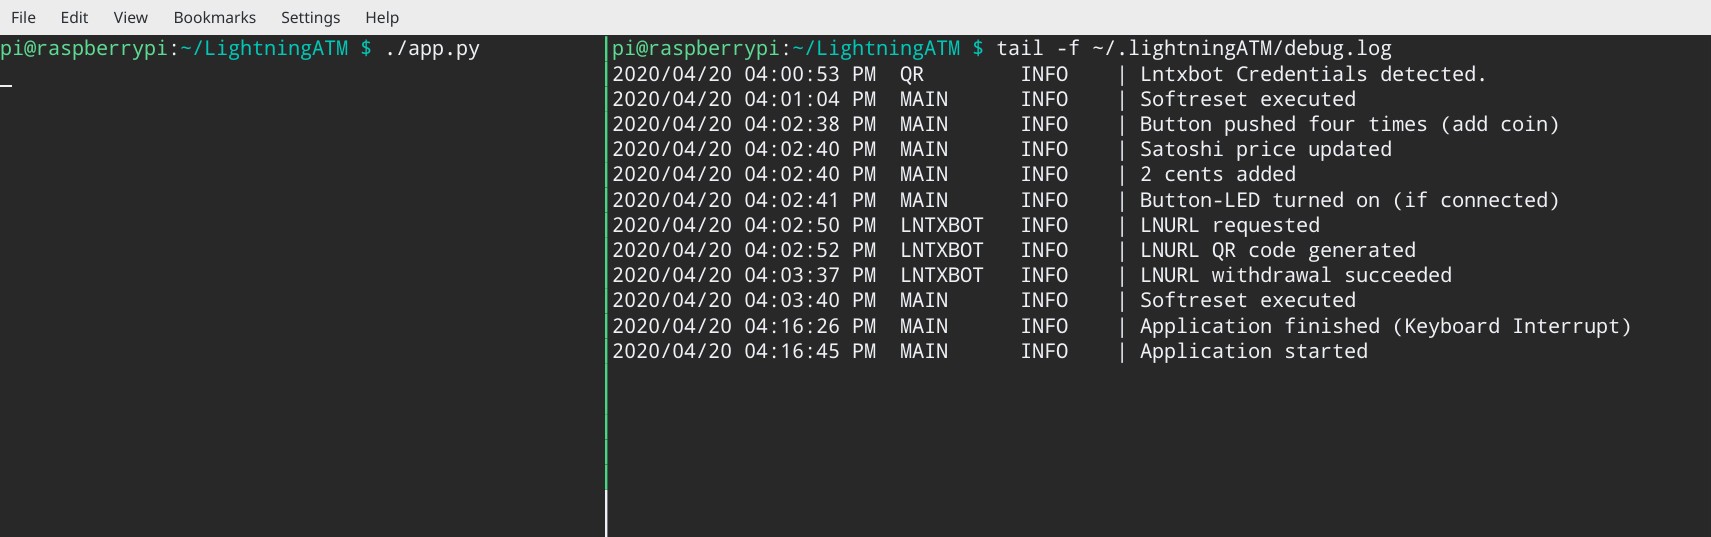 File Edit View Bookmarks Settings Help
pi@raspberrypi:~/LightningATM $ ./app.py
pi@raspberrypi:~/LightningATM $ tail -f ~/.lightningATM/debug.log
2020/04/20 04:00:53 PM QR INFO | Lntxbot Credentials detected.
2020/04/20 04:01:04 PM MAIN INFO | Softreset executed
2020/04/20 04:02:38 PM MAIN INFO | Button pushed four times (add coin)
2020/04/20 04:02:40 PM MAIN INFO | Satoshi price updated
2020/04/20 04:02:40 PM MAIN INFO | 2 cents added
2020/04/20 04:02:41 PM MAIN INFO | Button-LED turned on (if connected)
2020/04/20 04:02:50 PM LNTXBOT INFO | LNURL requested
2020/04/20 04:02:52 PM LNTXBOT INFO | LNURL QR code generated
2020/04/20 04:03:37 PM LNTXBOT INFO | LNURL withdrawal succeeded
2020/04/20 04:03:40 PM MAIN INFO | Softreset executed
2020/04/20 04:16:26 PM MAIN INFO | Application finished (Keyboard Interrupt)
2020/04/20 04:16:45 PM MAIN INFO | Application started